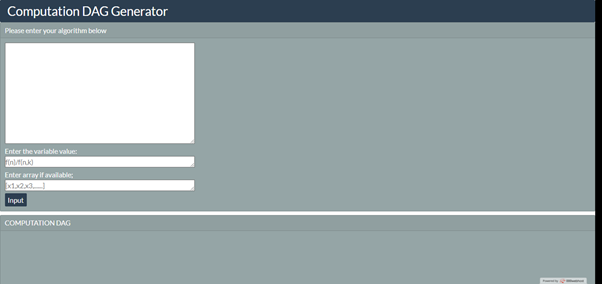 Computation DAG Generator
Please enter your algorithm below
Enter the variable value:
f(n)/f(n,k)
Enter array if available:
[x1,x2,x3,......]
Input
COMPUTATION DAG
Powered by